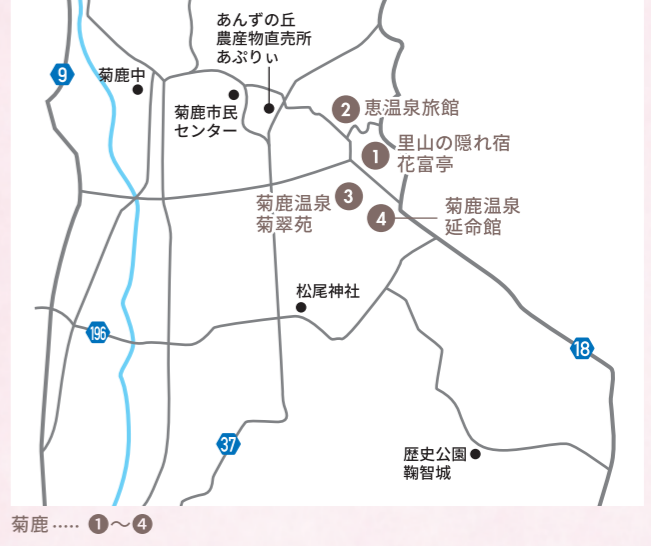 あんずの丘
農産物直売所
あぷりぃ
9
菊鹿中
菊鹿市民
センター
2 恵温泉旅館
1 里山の隠れ宿
花富亭
菊鹿温泉 3
菊翠苑
4 菊鹿温泉
延命館
松尾神社
196
18
37
歴史公園
鞠智城
菊鹿····· 1〜4